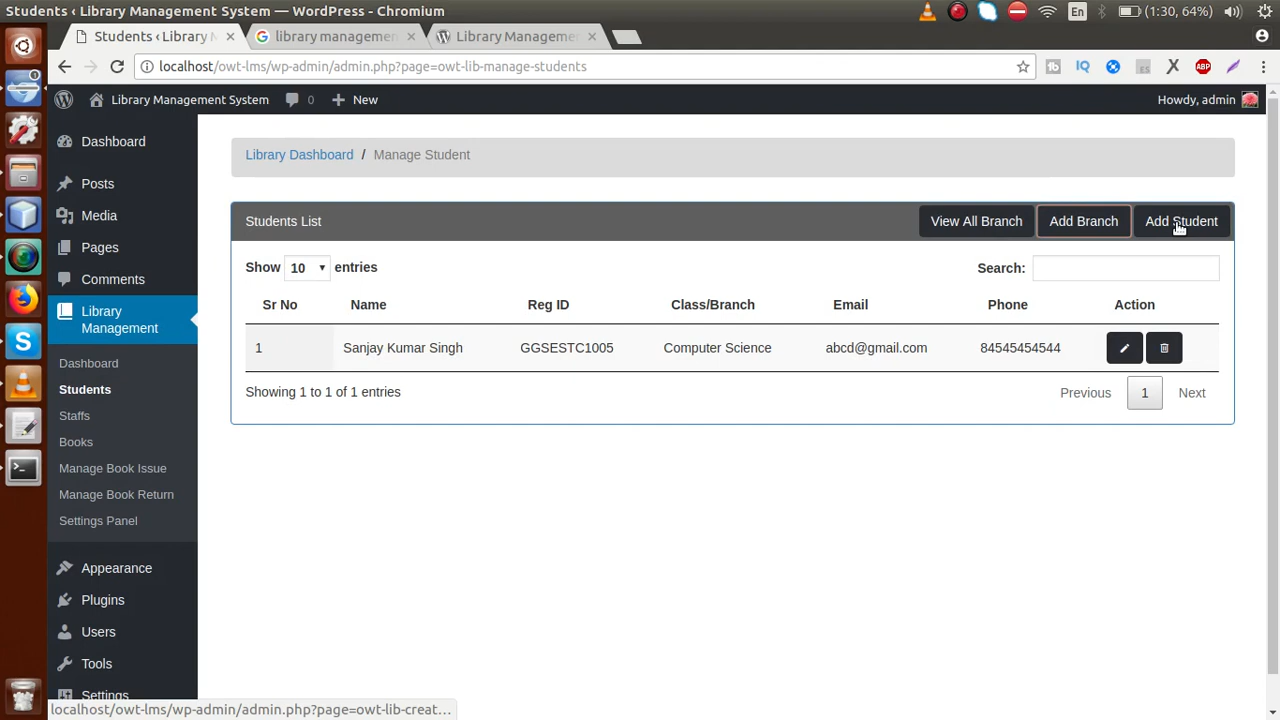 Students ‹ Library Management System — WordPress - Chromium
En
(1:30, 64%)
Students ‹ Library M
library managemen
Library Manageme
localhost/owt-lms/wp-admin/admin.php?page=owt-lib-manage-students
IQ
ABP
Library Management System
0
New
Howdy, admin
Dashboard
Posts
Media
Pages
Comments
Library
Management
Dashboard
Students
Staffs
Books
Manage Book Issue
Manage Book Return
Settings Panel
Appearance
Plugins
Users
Tools
Settings
Library Dashboard / Manage Student
Students List
View All Branch
Add Branch
Add Student
Show 10 entries
Search:
Sr No Name Reg ID Class/Branch Email Phone Action
1 Sanjay Kumar Singh GGSESTC1005 Computer Science abcd@gmail.com 84545454544
Showing 1 to 1 of 1 entries
Previous 1 Next
localhost/owt-lms/wp-admin/admin.php?page=owt-lib-creat...